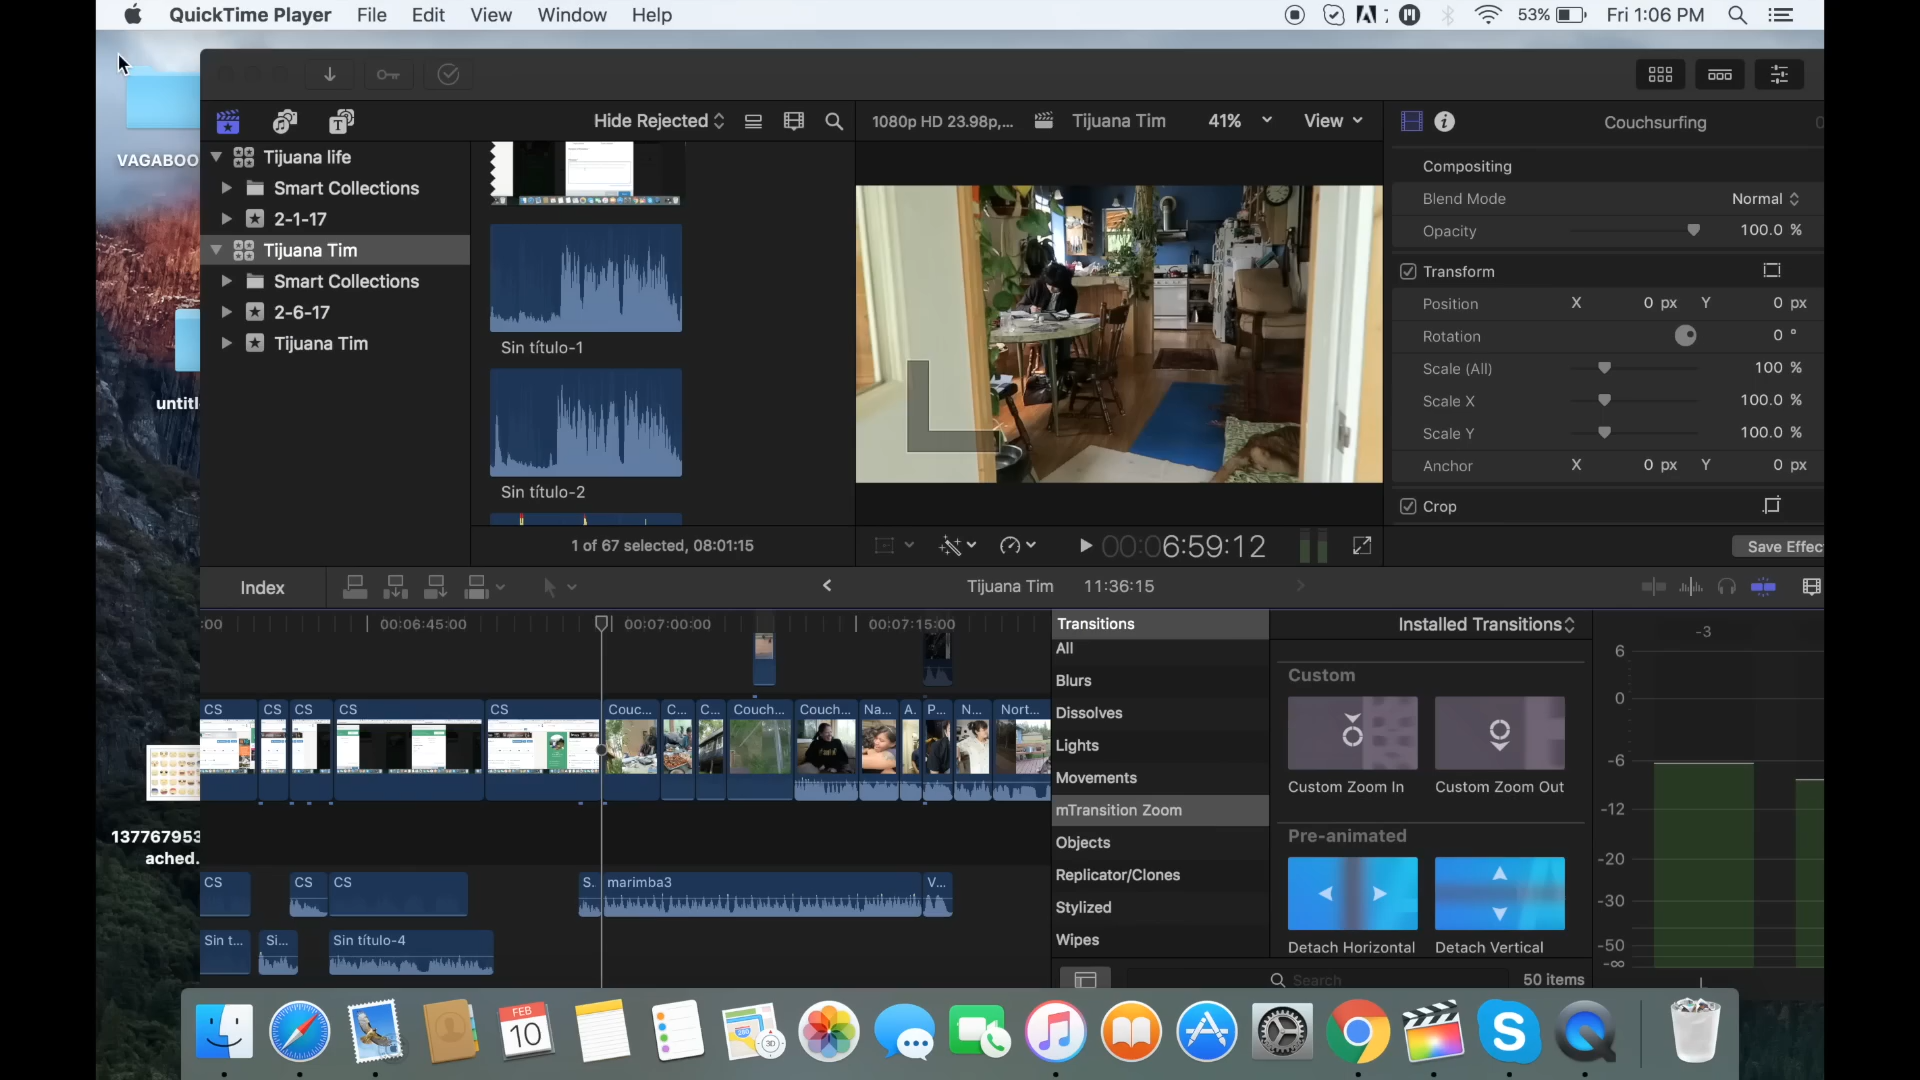 QuickTime Player File Edit View Window Help 53% Fri 1:06 PM
VAGABOO
untitl
137767953
ached.
Hide Rejected
1080p HD 23.98p,... Tijuana Tim 41% View
Couchsurfing
Tijuana life
Smart Collections
2-1-17
Tijuana Tim
Smart Collections
2-6-17
Tijuana Tim
Sin título-1
Sin título-2
1 of 67 selected, 08:01:15
00:06:59:12
Compositing
Blend Mode Normal
Opacity 100.0 %
Transform
Position X 0 px Y 0 px
Rotation 0 °
Scale (All) 100 %
Scale X 100.0 %
Scale Y 100.0 %
Anchor X 0 px Y 0 px
Crop
Save Effec
Index Tijuana Tim 11:36:15
:00 00:06:45:00 00:07:00:00 00:07:15:00
CS CS CS CS CS Couc... C... C... Couch... Couch... Na... A. P... N... Nort...
CS CS CS S. marimba3 V...
Sin t... Si... Sin título-4
Transitions
All
Blurs
Dissolves
Lights
Movements
mTransition Zoom
Objects
Replicator/Clones
Stylized
Wipes
Installed Transitions
Custom
Custom Zoom In Custom Zoom Out
Pre-animated
Detach Horizontal Detach Vertical
Search 50 items
-3
6
0
-6
-12
-20
-30
-50
-∞
FEB
10
3D